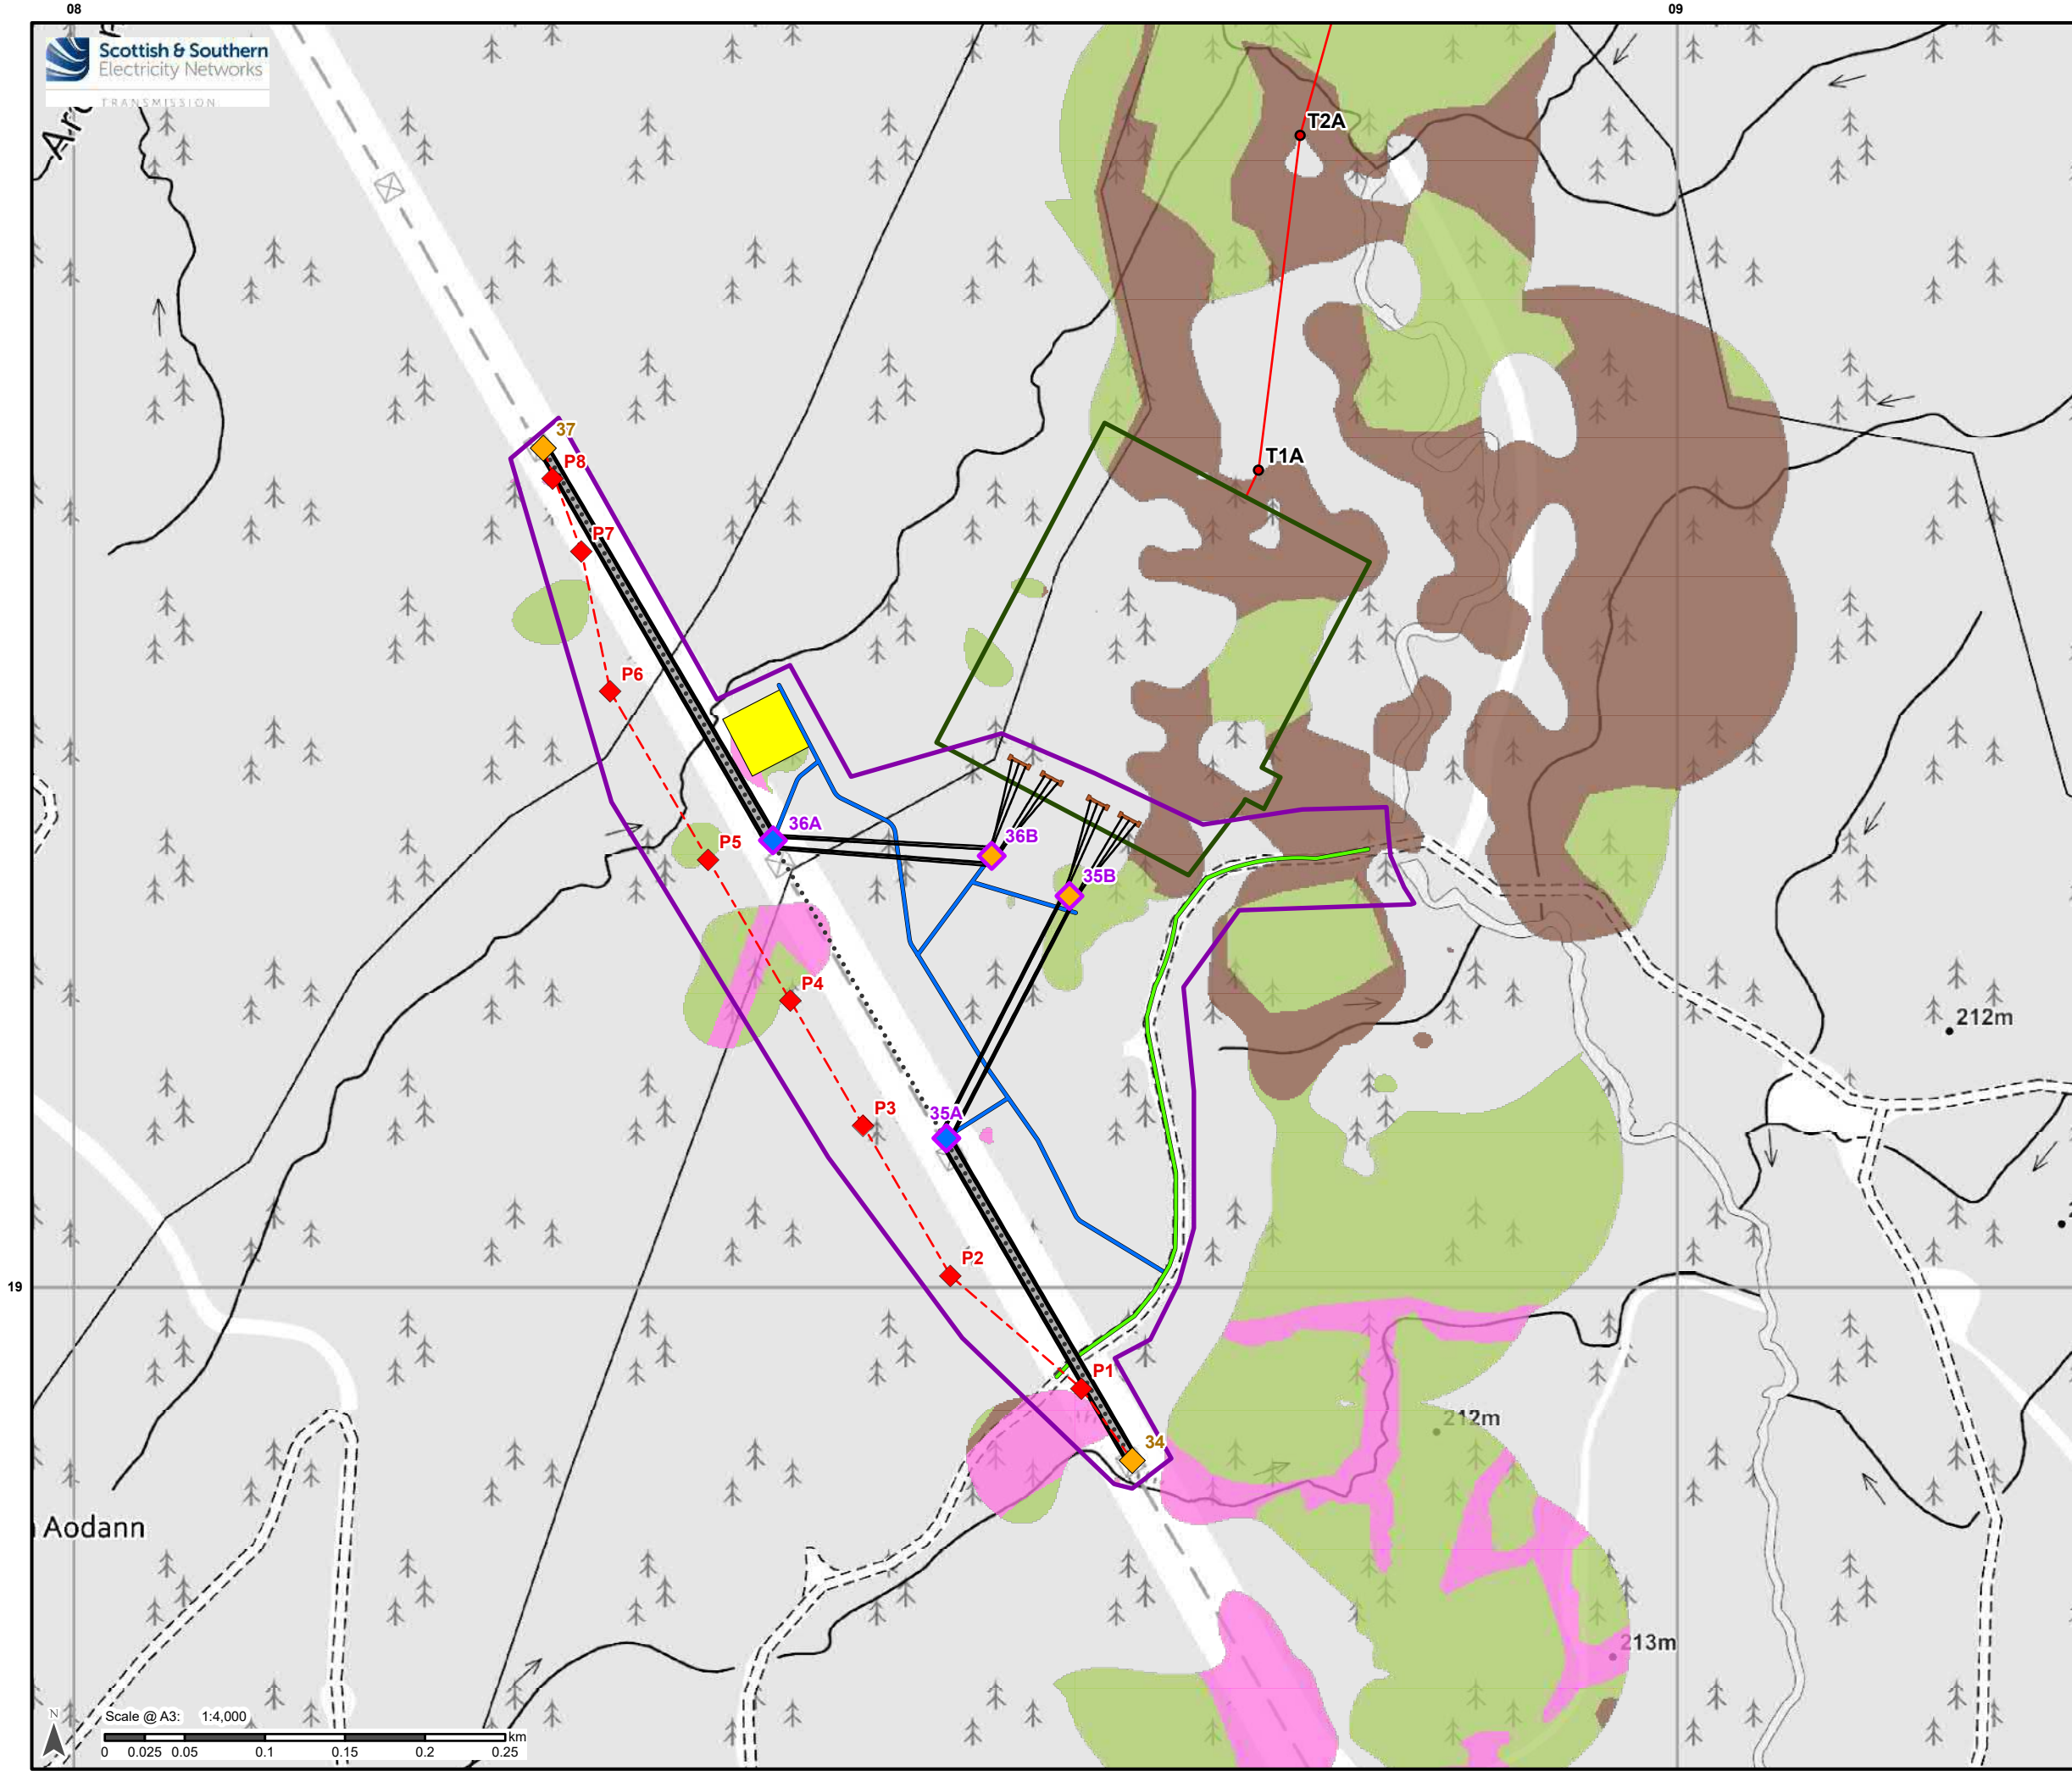 08
09
Scottish & Southern
Electricity Networks
TRANSMISSION
T2A
T1A
37
P8
P7
P6
36A
36B
P5
35B
P4
212m
P3
35A
P2
19
P1
212m
34
Aodann
213m
N
Scale @ A3: 1:4,000
km
0 0.025 0.05 0.1 0.15 0.2 0.25